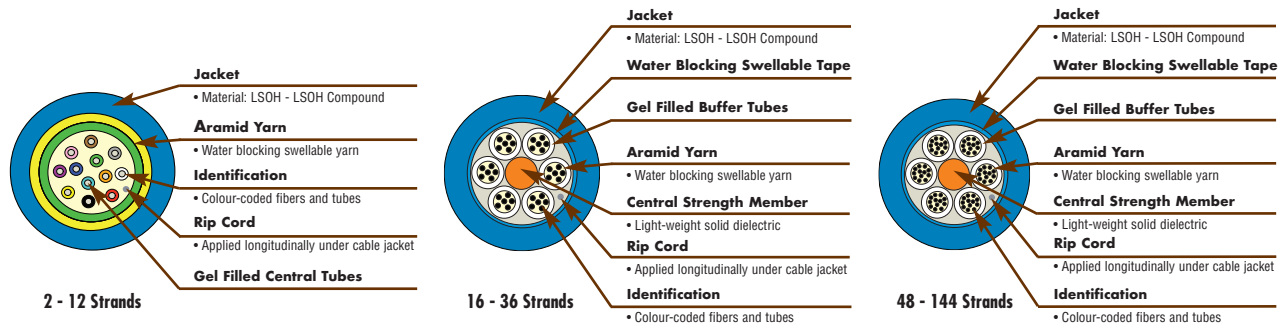 Jacket
• Material: LSOH - LSOH Compound
Aramid Yarn
• Water blocking swellable yarn
Identification
• Colour-coded fibers and tubes
Rip Cord
• Applied longitudinally under cable jacket
Gel Filled Central Tubes
2 - 12 Strands
Jacket
• Material: LSOH - LSOH Compound
Water Blocking Swellable Tape
Gel Filled Buffer Tubes
Aramid Yarn
• Water blocking swellable yarn
Central Strength Member
• Light-weight solid dielectric
Rip Cord
• Applied longitudinally under cable jacket
Identification
• Colour-coded fibers and tubes
16 - 36 Strands
Jacket
• Material: LSOH - LSOH Compound
Water Blocking Swellable Tape
Gel Filled Buffer Tubes
Aramid Yarn
• Water blocking swellable yarn
Central Strength Member
• Light-weight solid dielectric
Rip Cord
• Applied longitudinally under cable jacket
Identification
• Colour-coded fibers and tubes
48 - 144 Strands